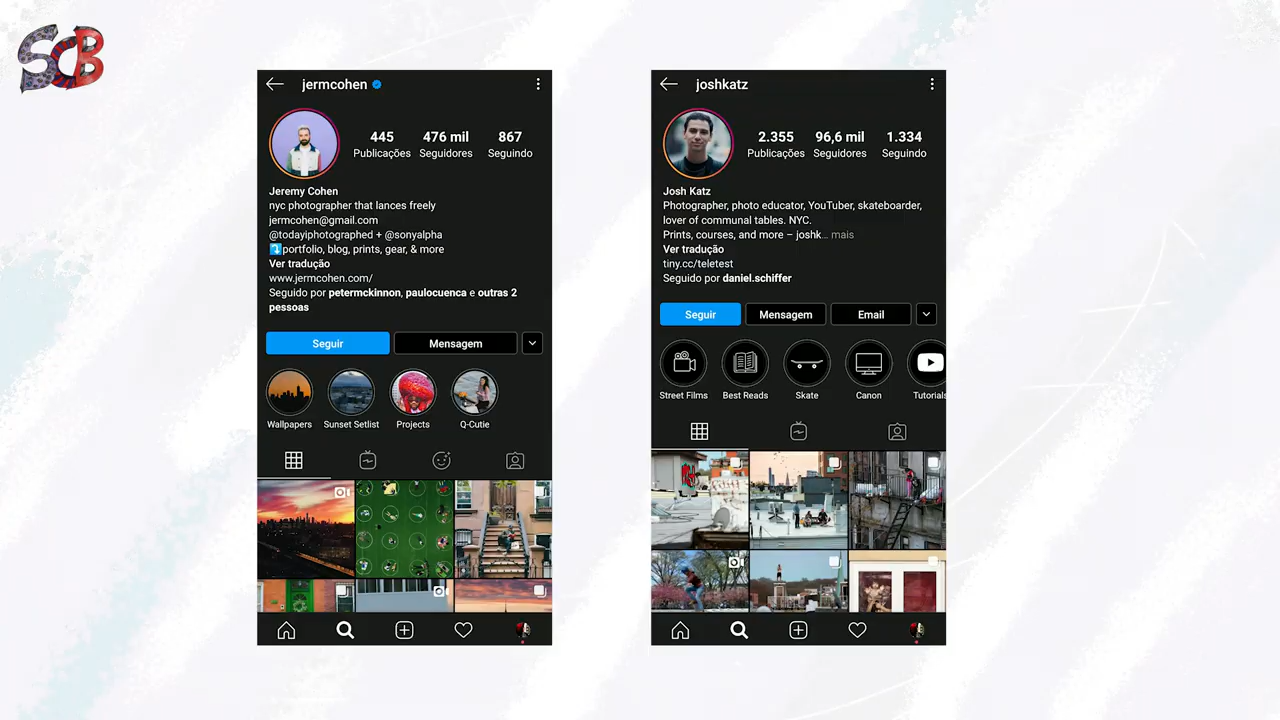 SCB
jermcohen
445
476 mil
867
Publicações
Seguidores
Seguindo
Jeremy Cohen
nyc photographer that lances freely
jermcohen@gmail.com
@todayiphotographed + @sonyalpha
portfolio, blog, prints, gear, & more
Ver tradução
www.jermcohen.com/
Seguido por petermckinnon, paulocuenca e outras 2
pessoas
Seguir
Mensagem
Wallpapers
Sunset Setlist
Projects
Q-Cutie
joshkatz
2.355
96,6 mil
1.334
Publicações
Seguidores
Seguindo
Josh Katz
Photographer, photo educator, YouTuber, skateboarder,
lover of communal tables. NYC.
Prints, courses, and more – joshk... mais
Ver tradução
tiny.cc/teletest
Seguido por daniel.schiffer
Seguir
Mensagem
Email
Street Films
Best Reads
Skate
Canon
Tutorials